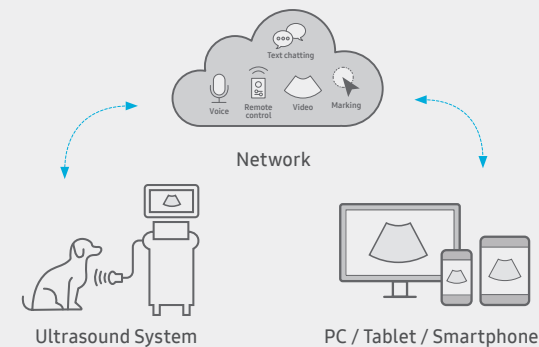 Text chatting
Voice
Remote
control
Video
Marking
Network
Ultrasound System
PC / Tablet / Smartphone